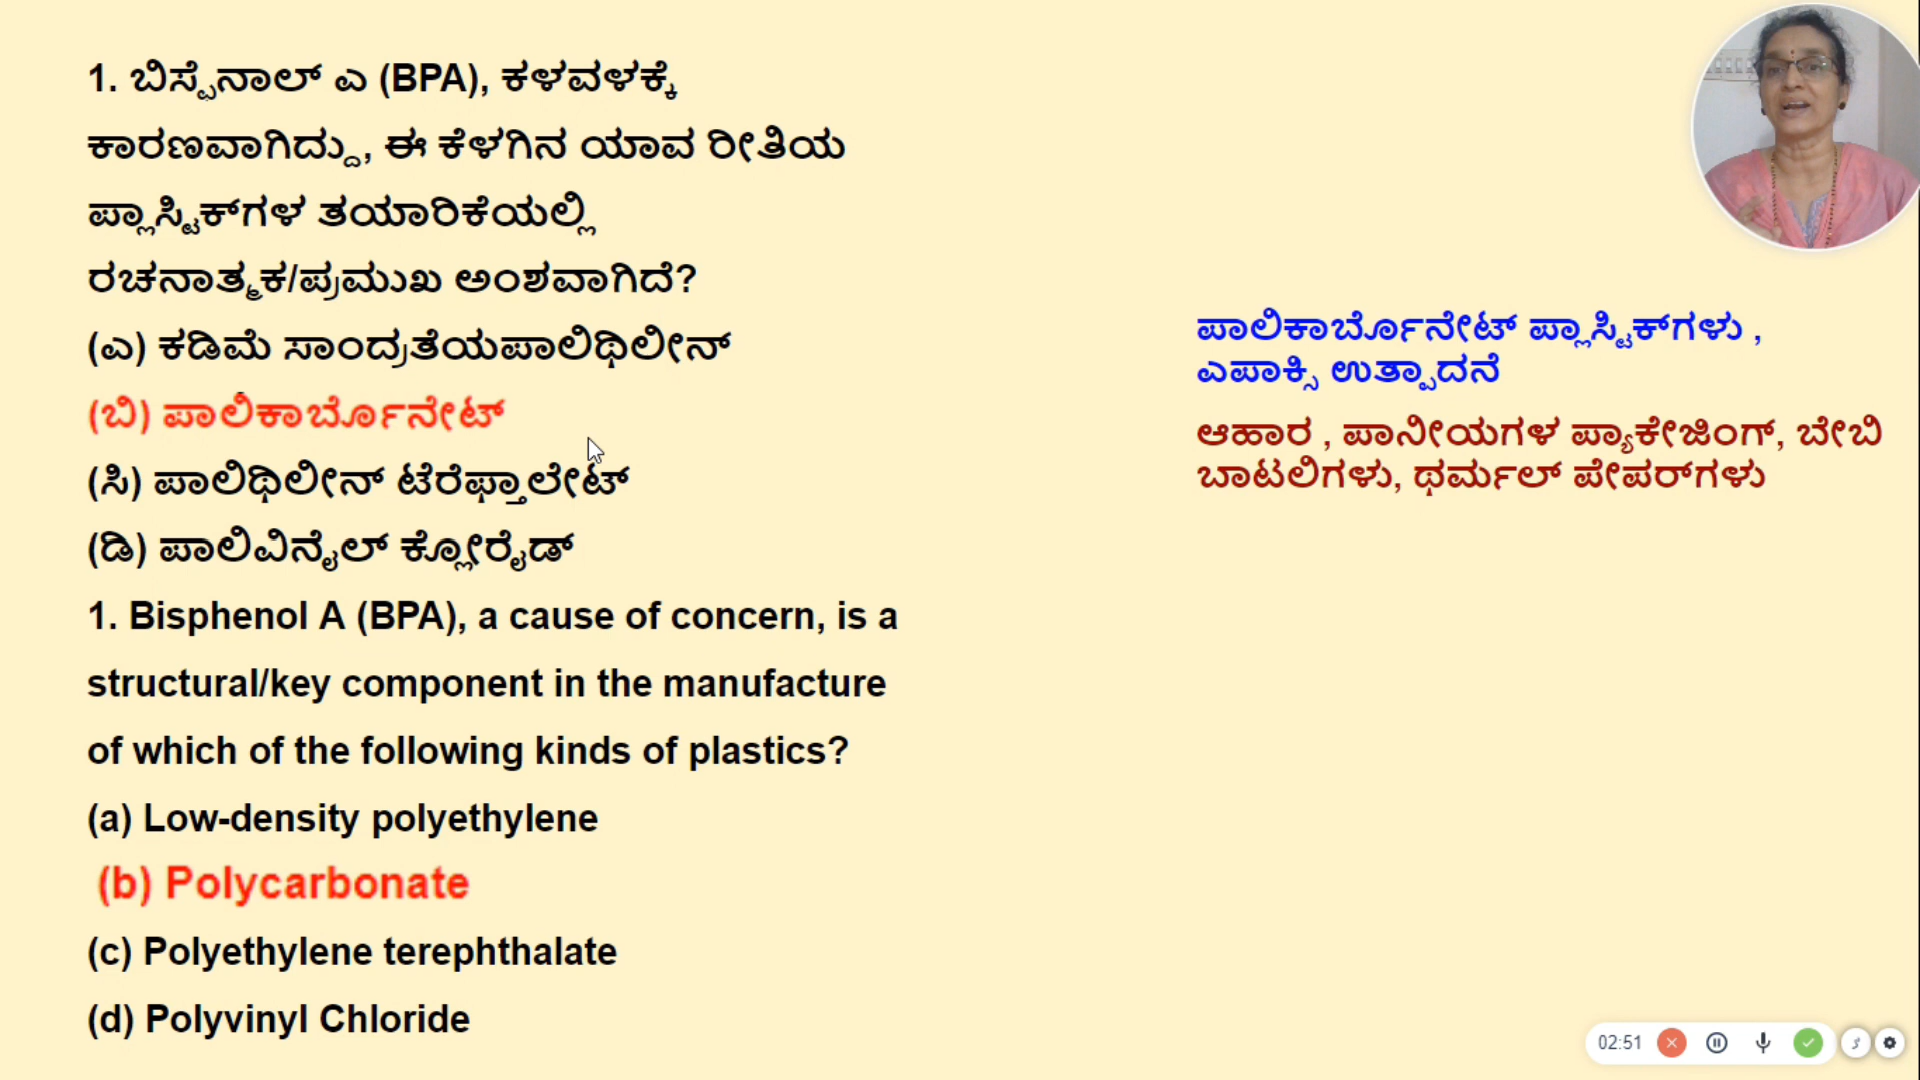 1. ಬಿಸ್ಫೆನಾಲ್ ಎ (BPA), ಕಳವಳಕ್ಕೆ
ಕಾರಣವಾಗಿದ್ದು, ಈ ಕೆಳಗಿನ ಯಾವ ರೀತಿಯ
ಪ್ಲಾಸ್ಟಿಕ್‌ಗಳ ತಯಾರಿಕೆಯಲ್ಲಿ
ರಚನಾತ್ಮಕ/ಪ್ರಮುಖ ಅಂಶವಾಗಿದೆ?
(ಎ) ಕಡಿಮೆ ಸಾಂದ್ರತೆಯಪಾಲಿಥಿಲೀನ್
(ಬಿ) ಪಾಲಿಕಾರ್ಬೊನೇಟ್
(ಸಿ) ಪಾಲಿಥಿಲೀನ್ ಟೆರೆಫ್ತಾಲೇಟ್
(ಡಿ) ಪಾಲಿವಿನೈಲ್ ಕ್ಲೋರೈಡ್
1. Bisphenol A (BPA), a cause of concern, is a
structural/key component in the manufacture
of which of the following kinds of plastics?
(a) Low-density polyethylene
(b) Polycarbonate
(c) Polyethylene terephthalate
(d) Polyvinyl Chloride
ಪಾಲಿಕಾರ್ಬೊನೇಟ್ ಪ್ಲಾಸ್ಟಿಕ್‌ಗಳು ,
ಎಪಾಕ್ಸಿ ಉತ್ಪಾದನೆ
ಆಹಾರ , ಪಾನೀಯಗಳ ಪ್ಯಾಕೇಜಿಂಗ್, ಬೇಬಿ
ಬಾಟಲಿಗಳು, ಥರ್ಮಲ್ ಪೇಪರ್‌ಗಳು
02:51